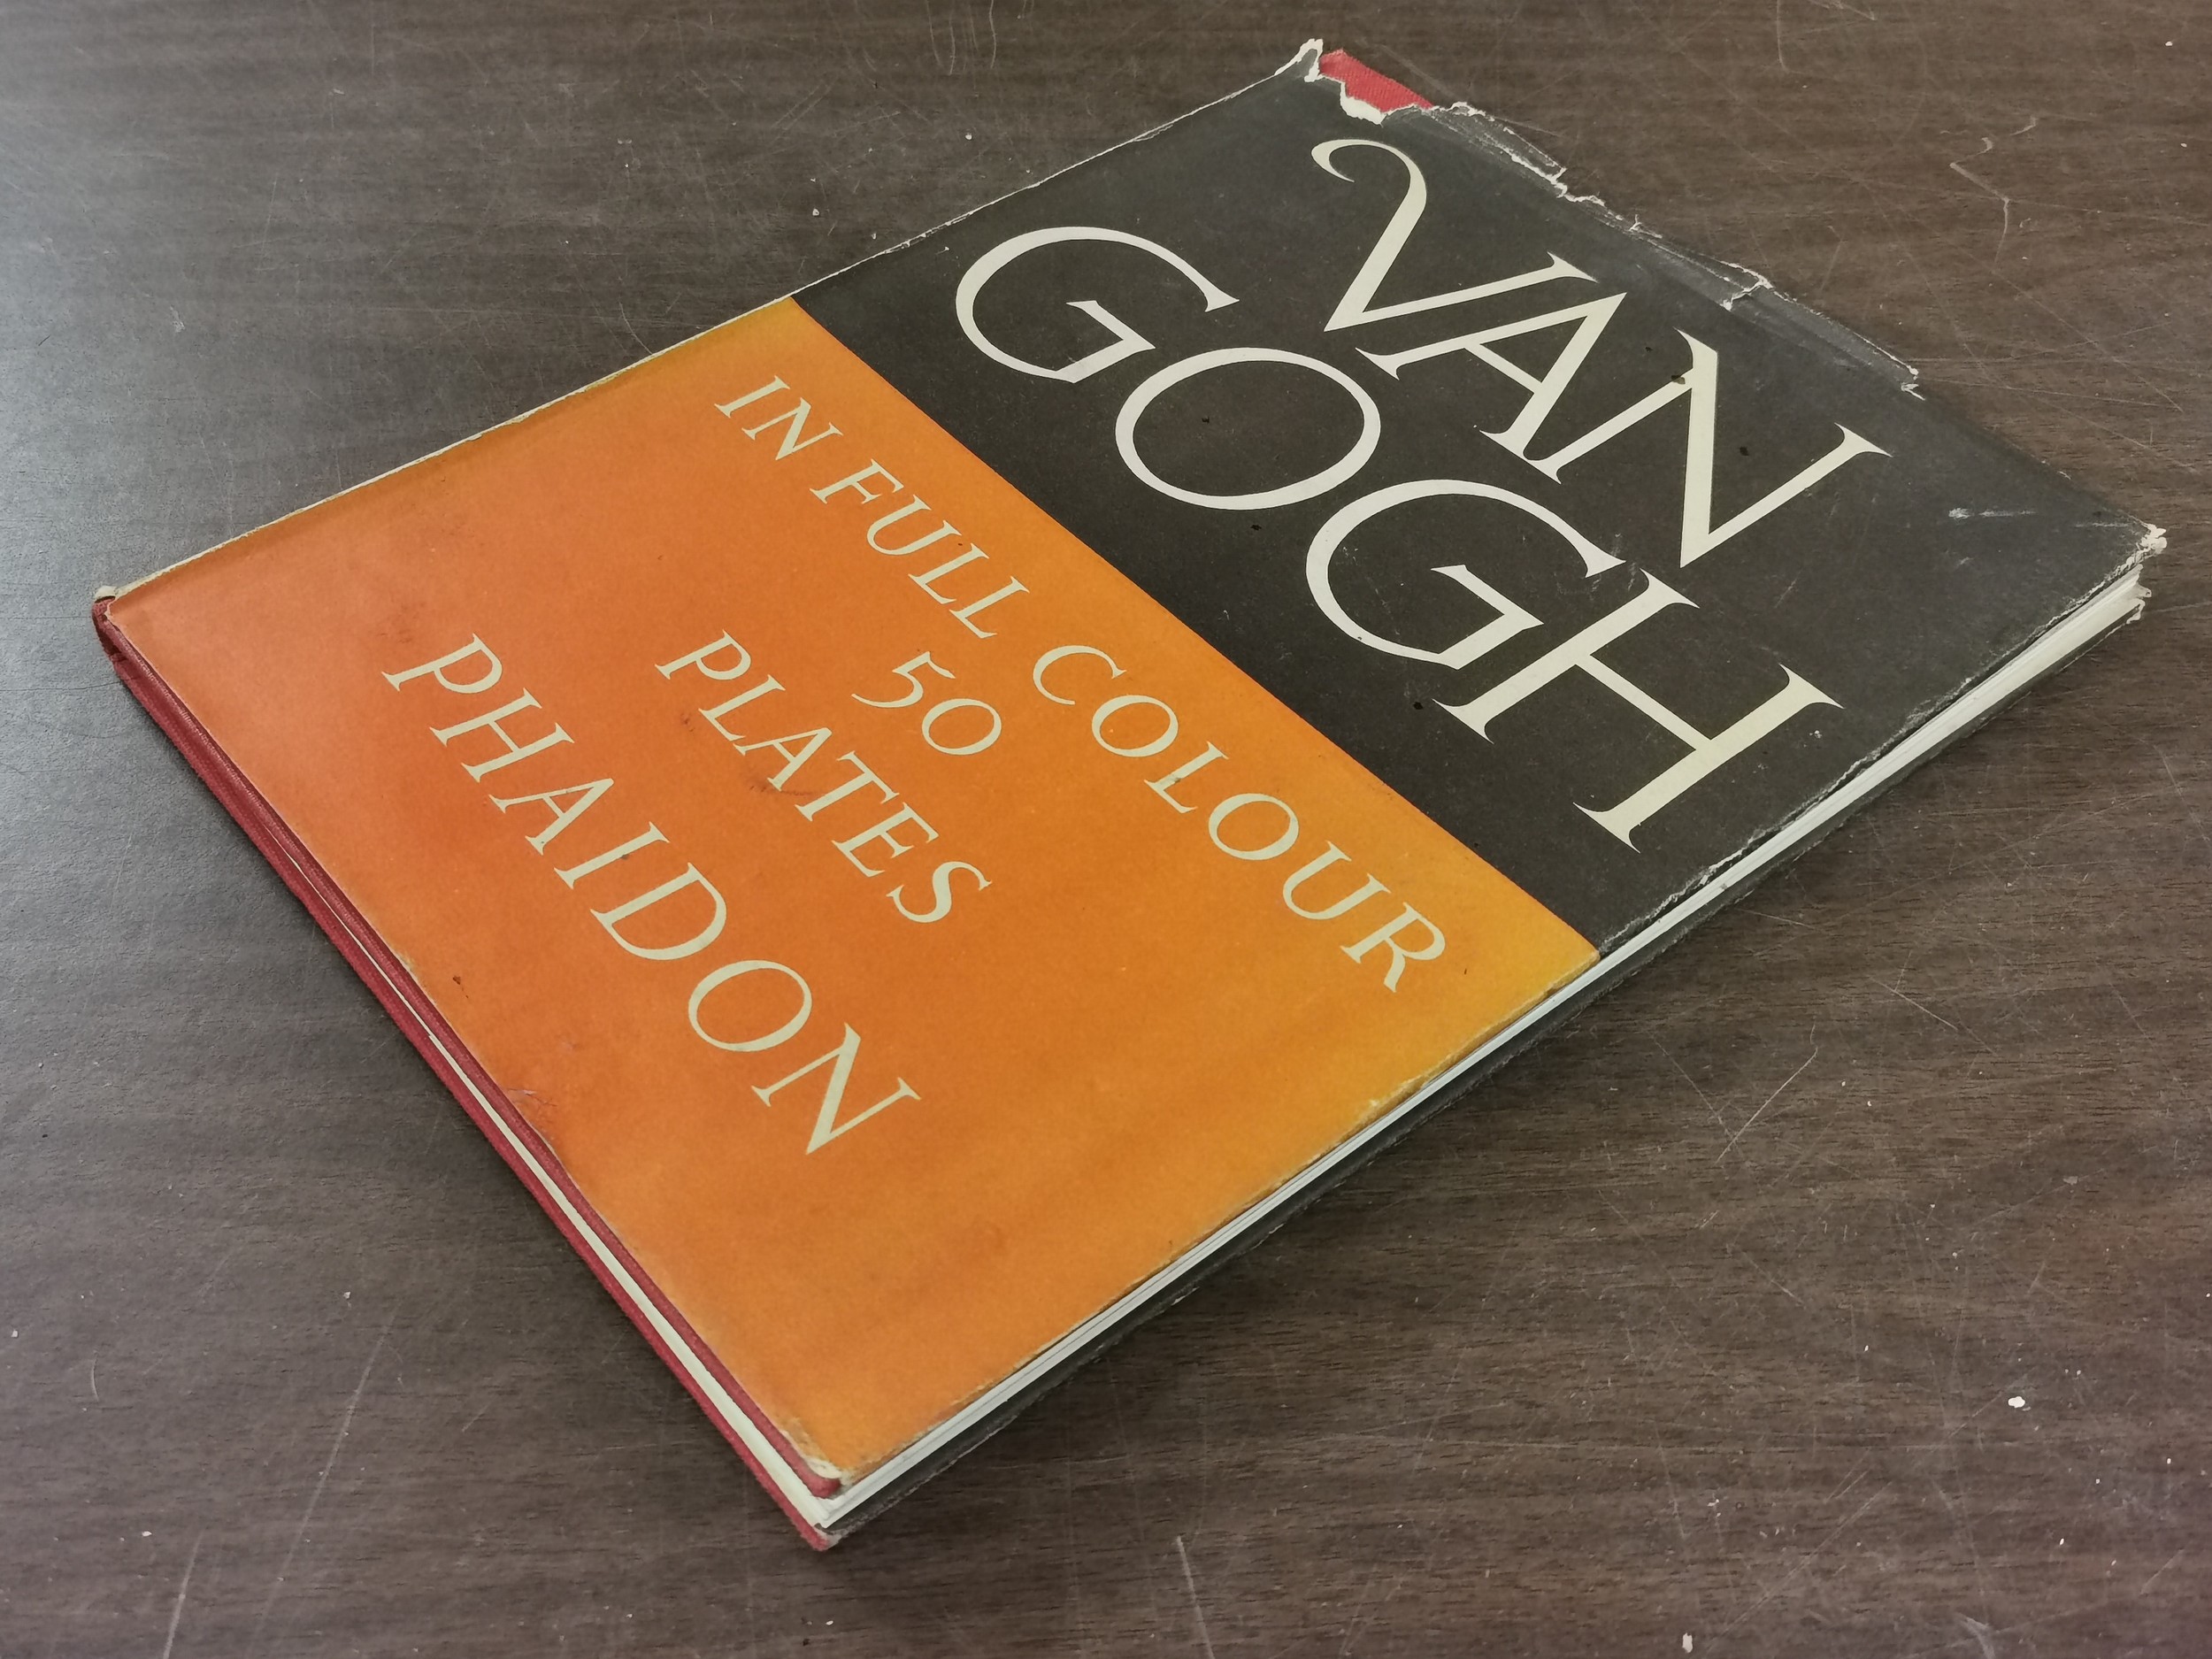 VAN
GOGH
IN FULL COLOUR
50
PLATES
PHAIDON